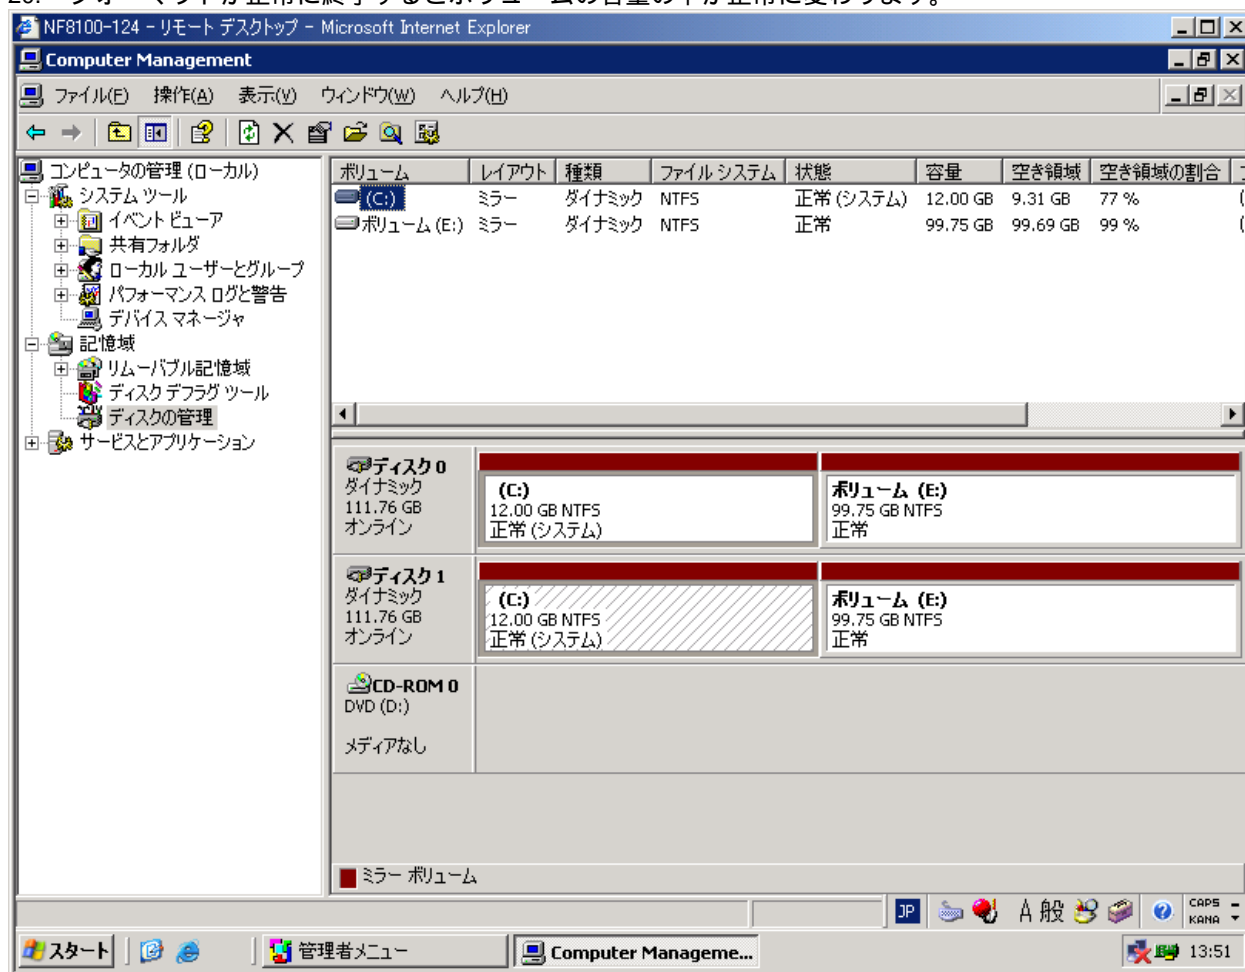 NF8100-124 - リモート デスクトップ - Microsoft Internet Explorer
Computer Management
ファイル(F) 操作(A) 表示(V) ウィンドウ(W) ヘルプ(H)
コンピュータの管理 (ローカル)
システム ツール
イベント ビューア
共有フォルダ
ローカル ユーザーとグループ
パフォーマンス ログと警告
デバイス マネージャ
記憶域
リムーバブル記憶域
ディスク デフラグ ツール
ディスクの管理
サービスとアプリケーション
ボリューム レイアウト 種類 ファイル システム 状態 容量 空き領域 空き領域の割合
(C:) ミラー ダイナミック NTFS 正常 (システム) 12.00 GB 9.31 GB 77 %
ボリューム (E:) ミラー ダイナミック NTFS 正常 99.75 GB 99.69 GB 99 %
ディスク 0
ダイナミック
111.76 GB
オンライン
(C:)
12.00 GB NTFS
正常 (システム)
ボリューム (E:)
99.75 GB NTFS
正常
ディスク 1
ダイナミック
111.76 GB
オンライン
(C:)
12.00 GB NTFS
正常 (システム)
ボリューム (E:)
99.75 GB NTFS
正常
CD-ROM 0
DVD (D:)
メディアなし
ミラー ボリューム
JP A 般 CAPS
KANA
スタート 管理者メニュー Computer Manageme... 13:51